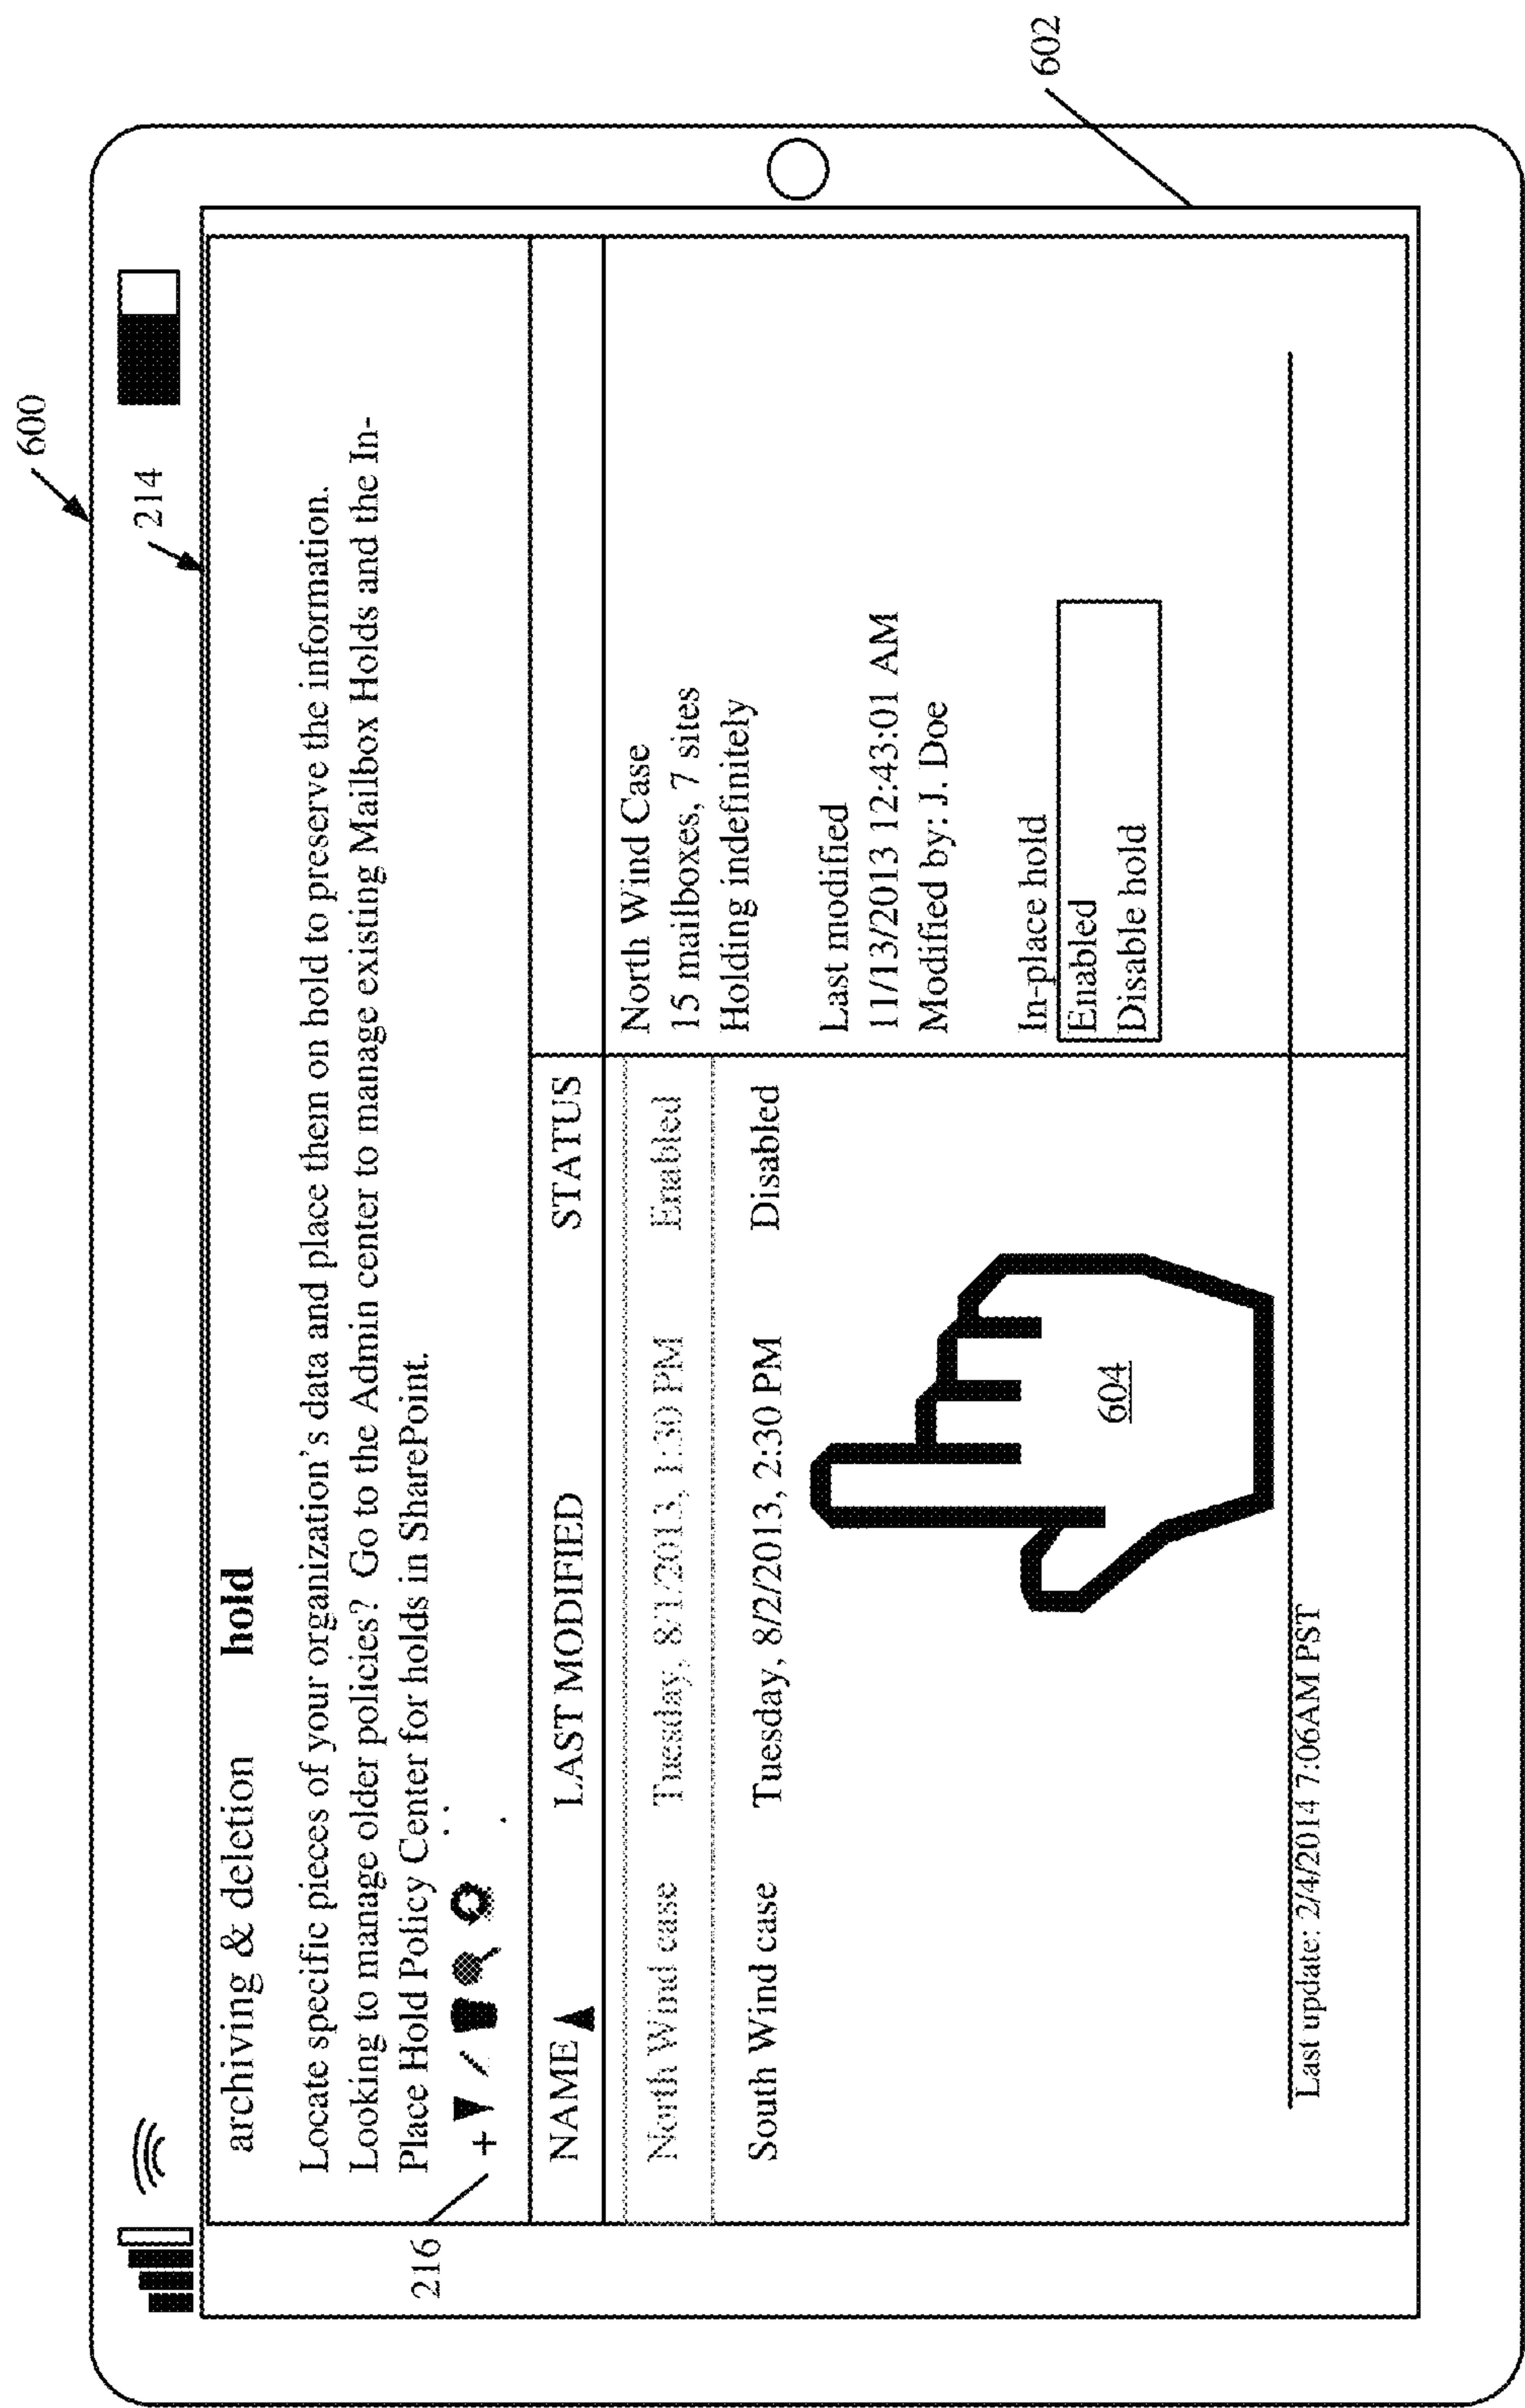 600
214
archiving & deletion hold
Locate specific pieces of your organization's data and place them on hold to preserve the information.
Looking to manage older policies? Go to the Admin center to manage existing Mailbox Holds and the In-
Place Hold Policy Center for holds in SharePoint.
216
+
NAME LAST MODIFIED STATUS
North Wind case Tuesday, 8/1/2013, 1:30 PM Enabled
South Wind case Tuesday, 8/2/2013, 2:30 PM Disabled
North Wind Case
15 mailboxes, 7 sites
Holding indefinitely
Last modified
11/13/2013 12:43:01 AM
Modified by: J. Doe
In-place hold
Enabled
Disable hold
604
Last update: 2/4/2014 7:06AM PST
602